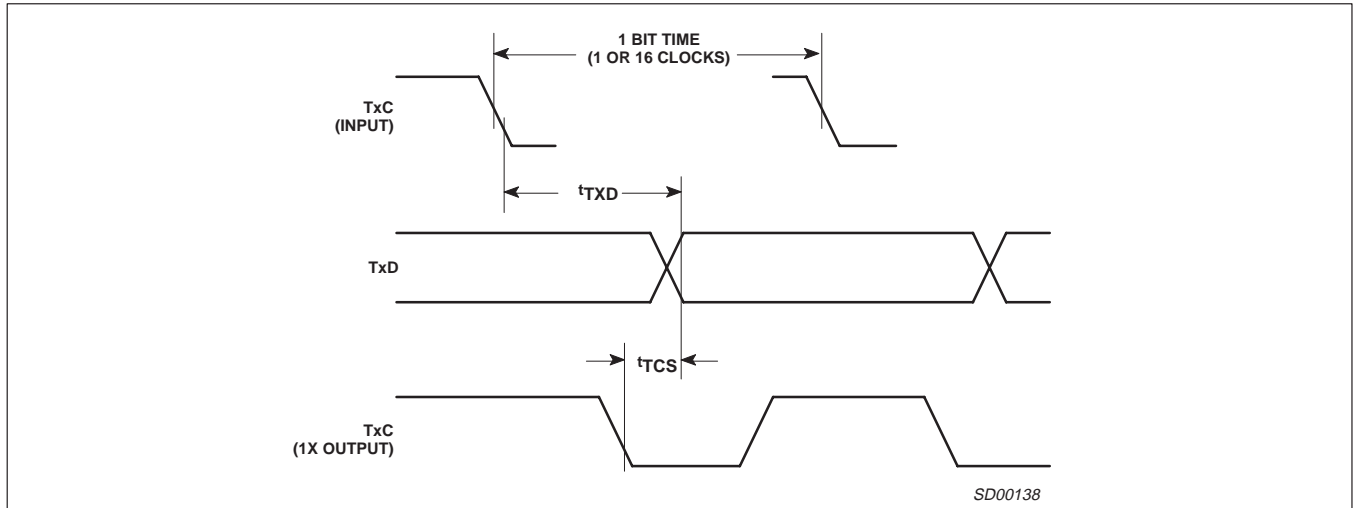 1 BIT TIME
(1 OR 16 CLOCKS)
TxC
(INPUT)
tTXD
TxD
tTCS
TxC
(1X OUTPUT)
SD00138